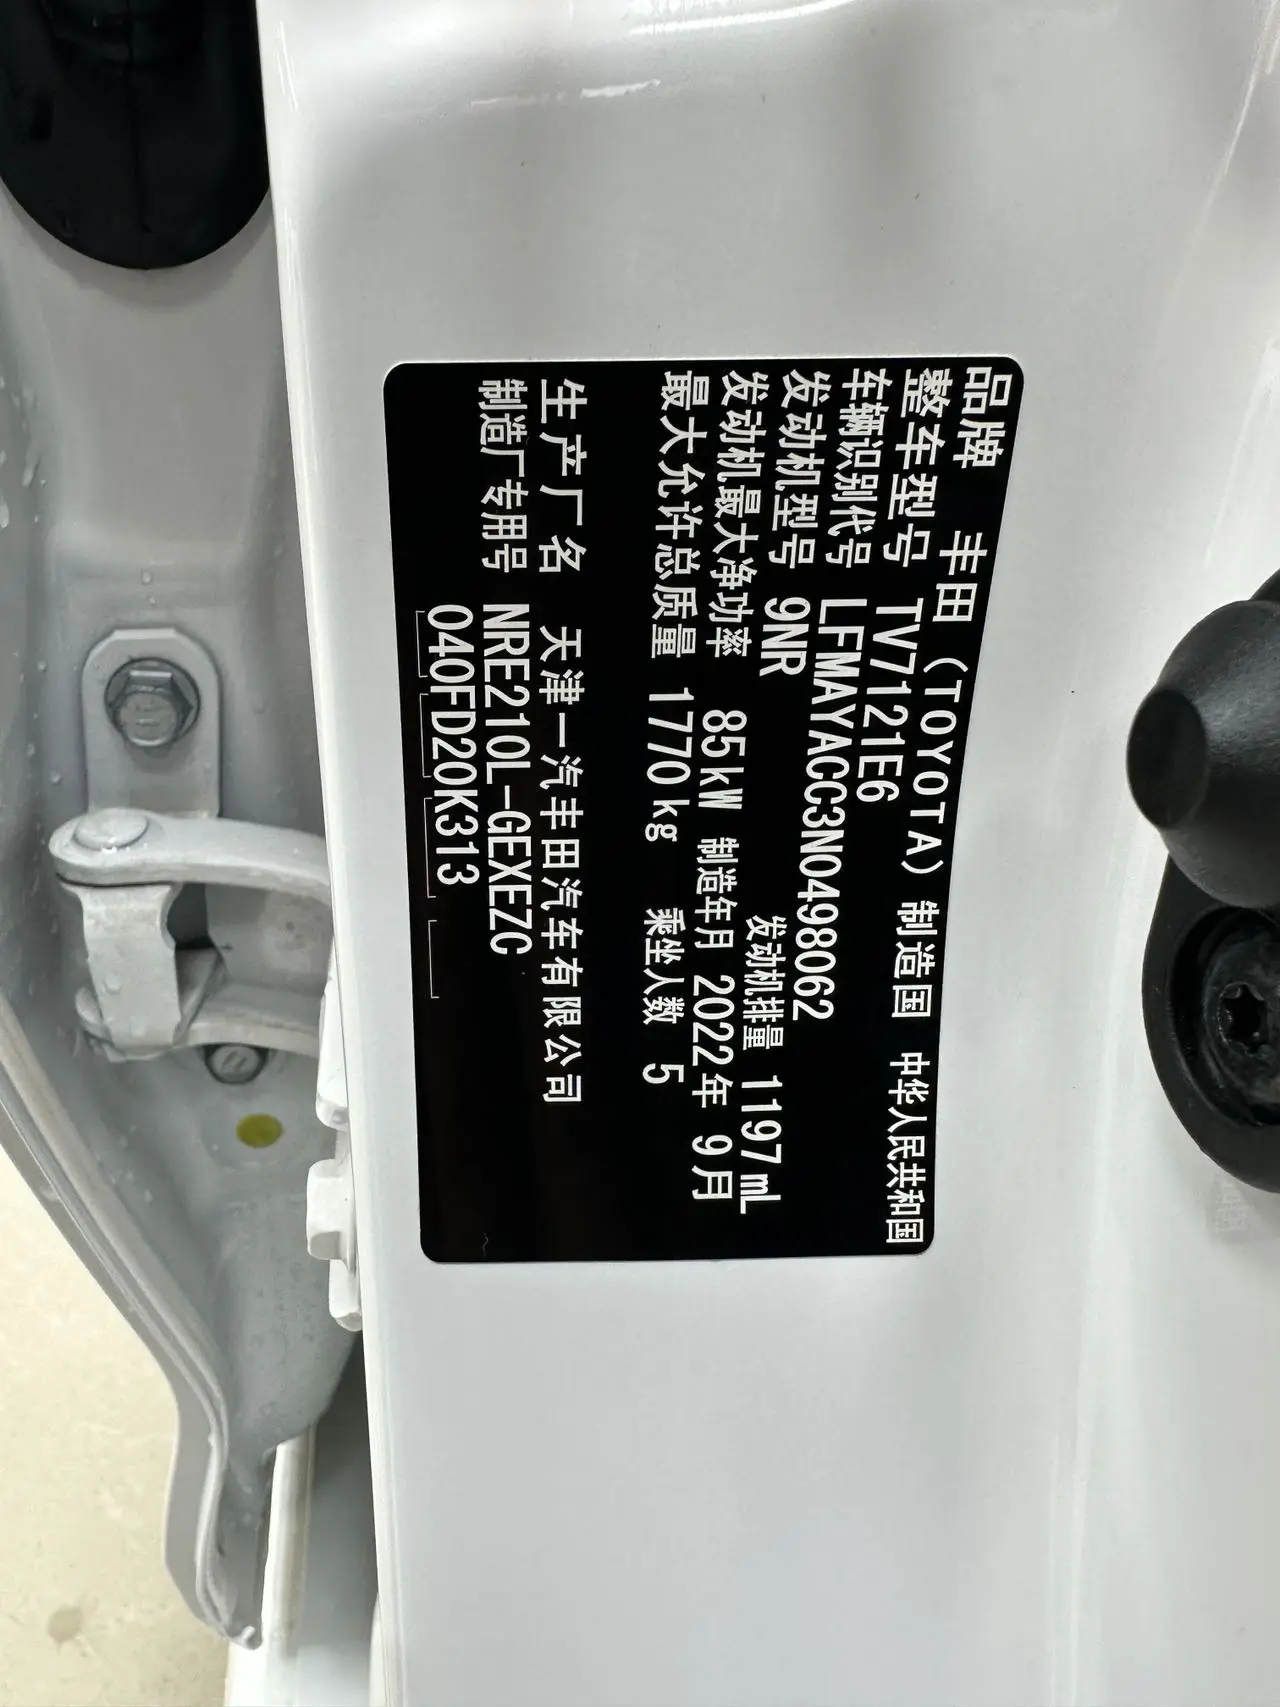 品牌 丰田（TOYOTA） 制造国 中华人民共和国
整车型号 TV7121E6
车辆识别代号 LFMAYACC3N0498062
发动机型号 9NR 发动机排量 1197mL
发动机最大净功率 85kW 制造年月 2022年 9月
最大允许总质量 1770kg 乘坐人数 5
生产厂名 天津一汽丰田汽车有限公司
制造厂专用号 NRE210L-GEXEZC
040FD20K313